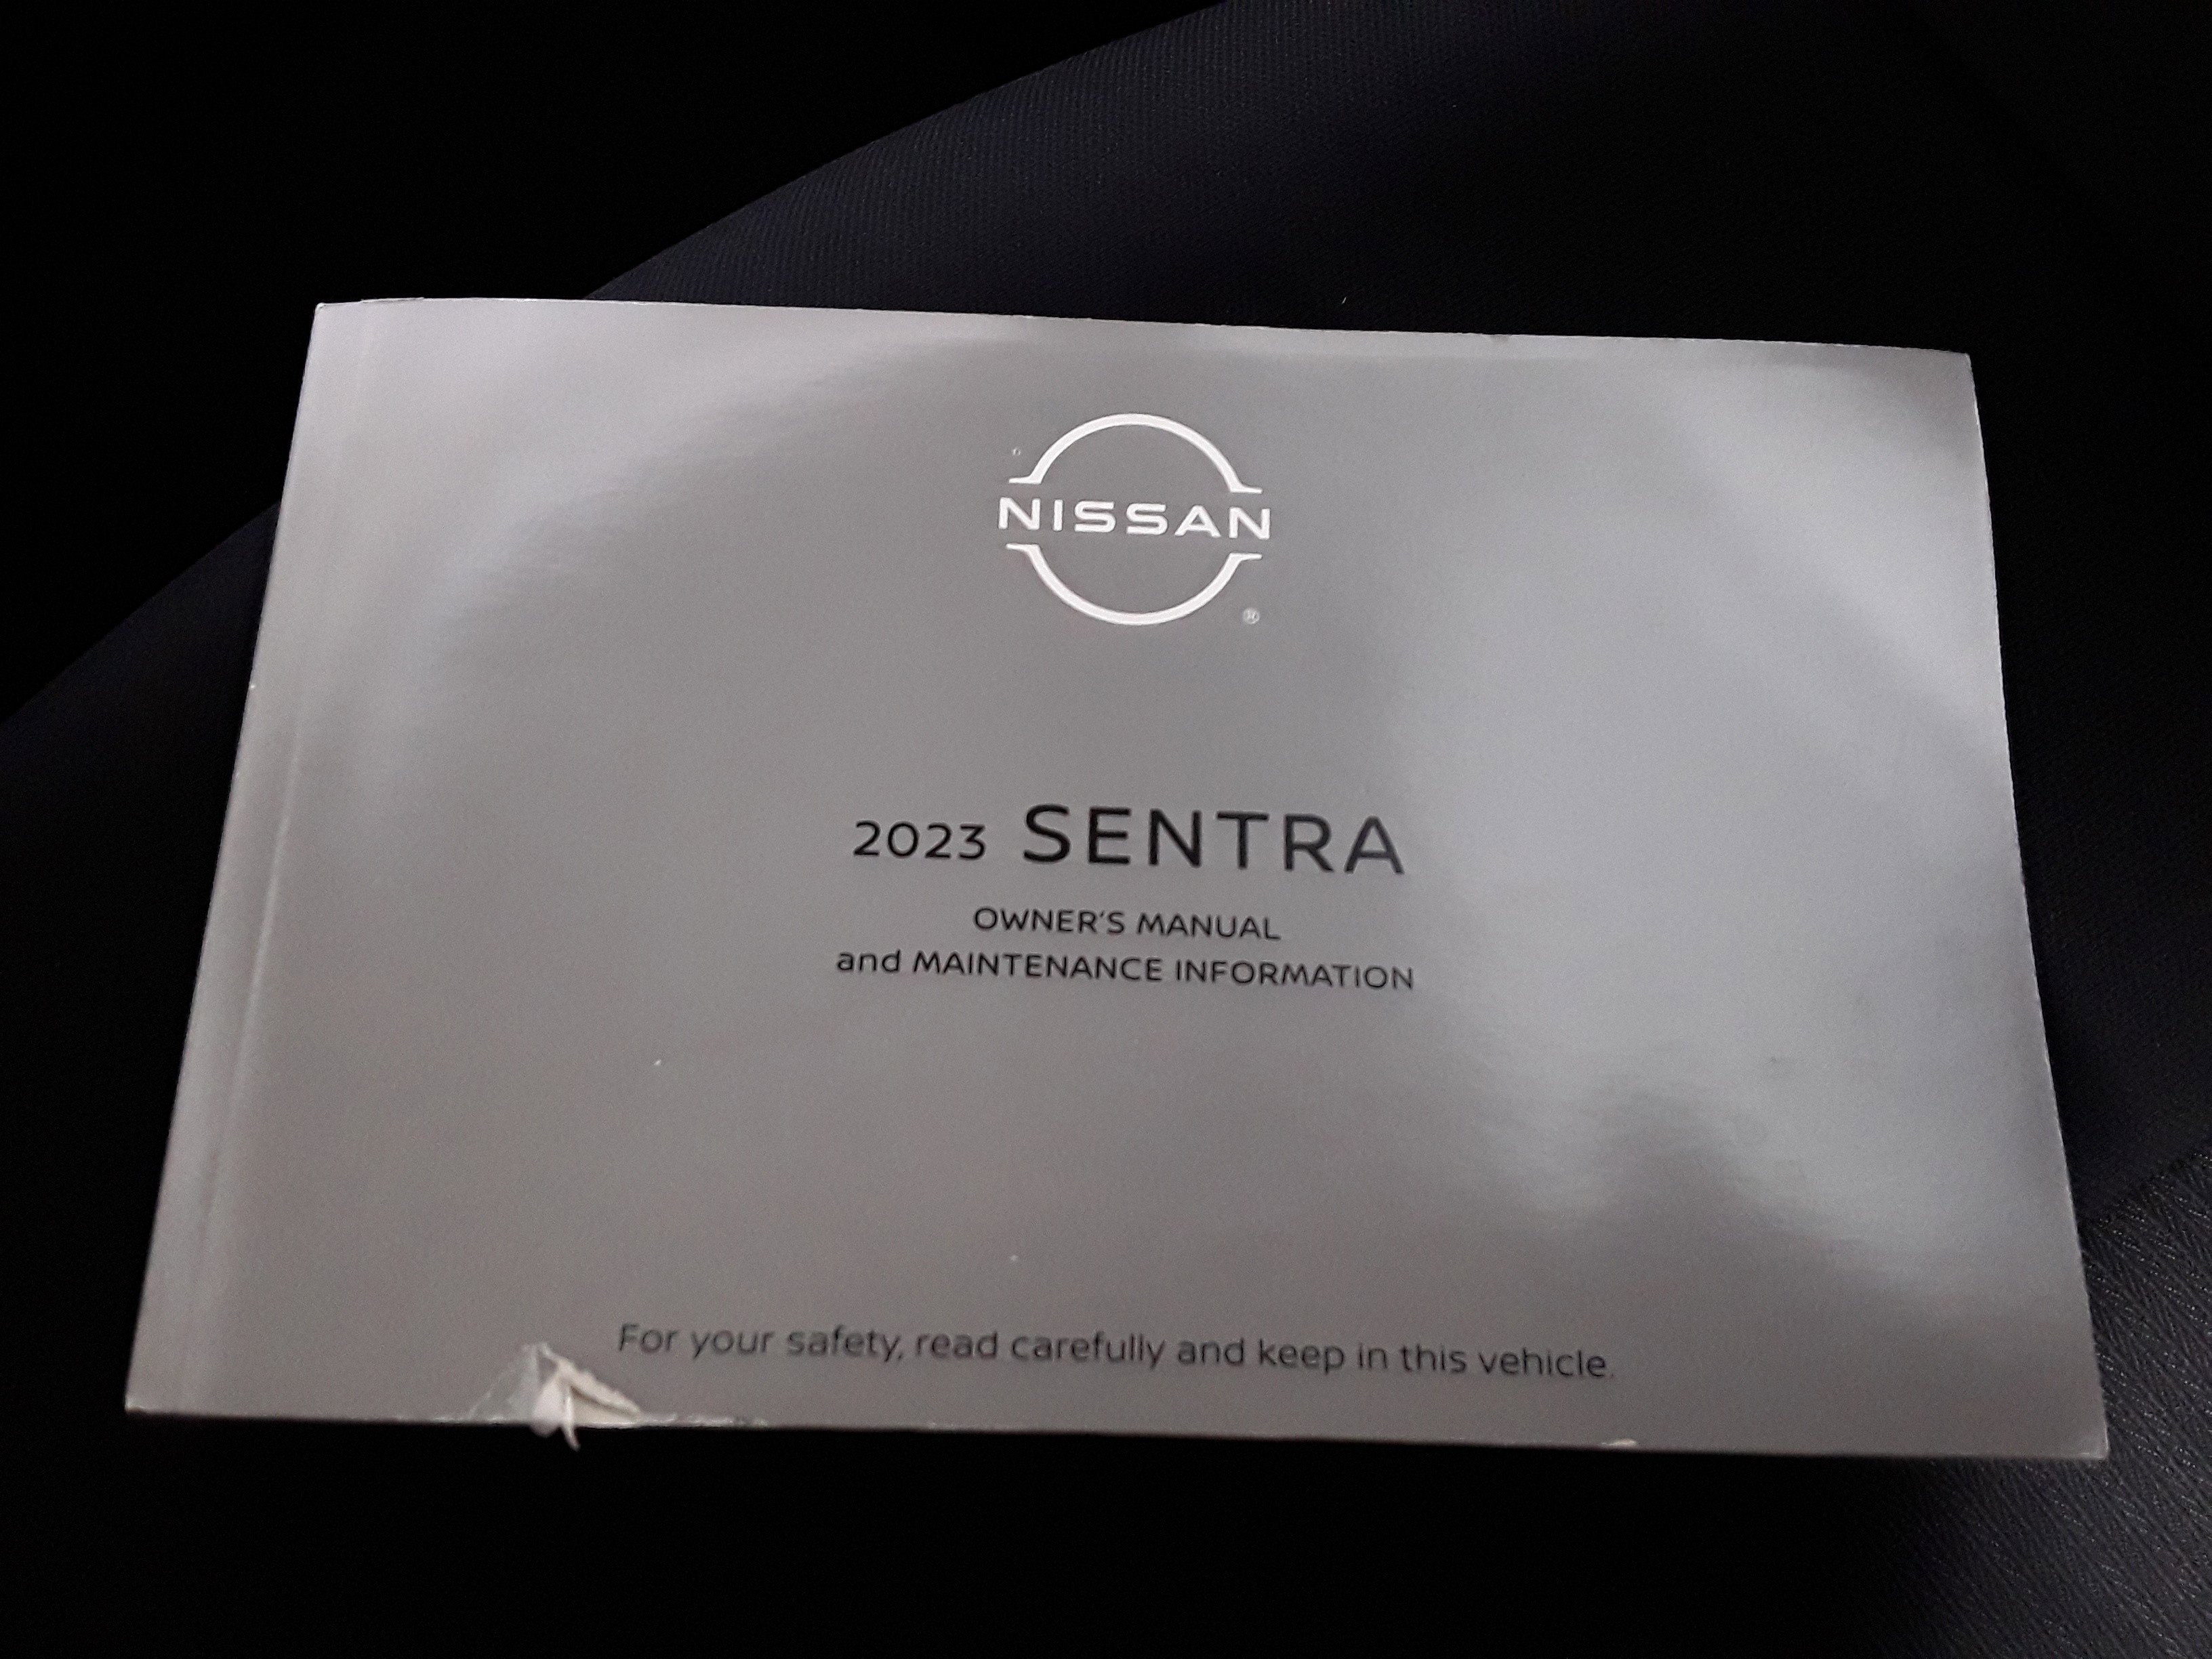 NISSAN
®
2023 SENTRA
OWNER'S MANUAL
and MAINTENANCE INFORMATION
For your safety, read carefully and keep in this vehicle.